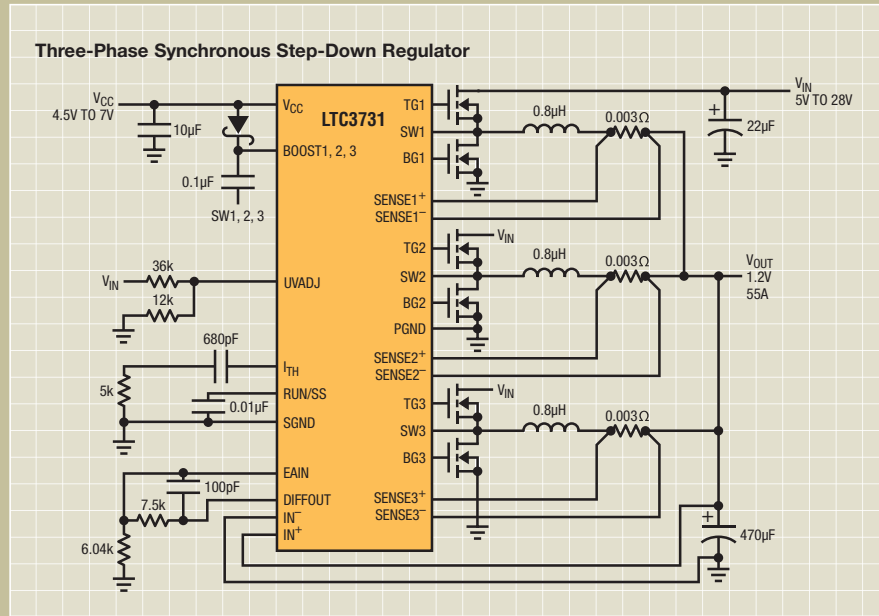 Three-Phase Synchronous Step-Down Regulator
VCC
4.5V TO 7V
10µF
0.1µF
SW1, 2, 3
VIN
36k
12k
680pF
5k
0.01µF
100pF
7.5k
6.04k
LTC3731
VCC
BOOST1, 2, 3
UVADJ
ITH
RUN/SS
SGND
EAIN
DIFFOUT
IN–
IN+
TG1
SW1
BG1
SENSE1+
SENSE1–
TG2
SW2
BG2
PGND
SENSE2+
SENSE2–
TG3
SW3
BG3
SENSE3+
SENSE3–
0.8µH
0.003Ω
VIN
5V TO 28V
+
22µF
VIN
0.8µH
0.003Ω
VOUT
1.2V
55A
VIN
0.8µH
0.003Ω
+
470µF